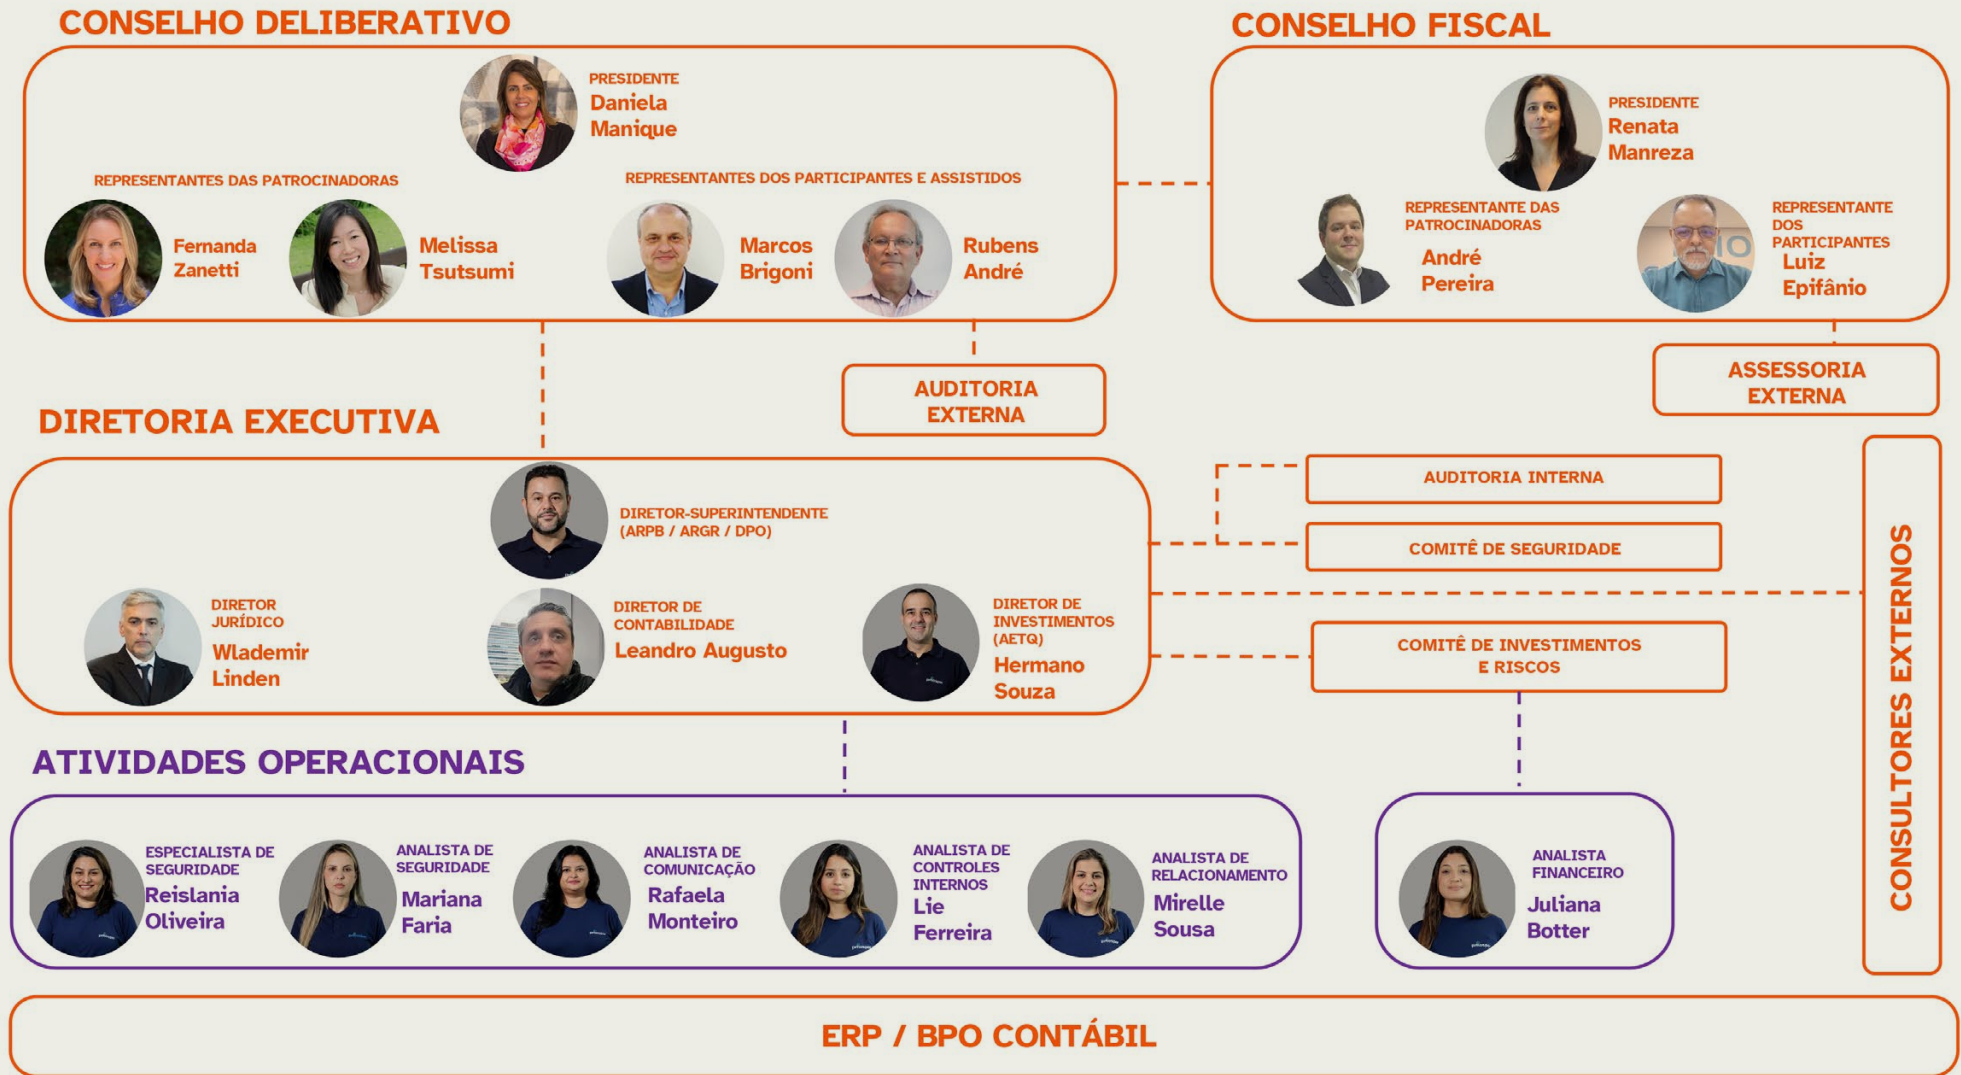 CONSELHO DELIBERATIVO
PRESIDENTE
Daniela
Manique
REPRESENTANTES DAS PATROCINADORAS
Fernanda
Zanetti
Melissa
Tsutsumi
REPRESENTANTES DOS PARTICIPANTES E ASSISTIDOS
Marcos
Brigoni
Rubens
André
CONSELHO FISCAL
PRESIDENTE
Renata
Manreza
REPRESENTANTE DAS
PATROCINADORAS
André
Pereira
REPRESENTANTE
DOS
PARTICIPANTES
Luiz
Epifânio
AUDITORIA
EXTERNA
ASSESSORIA
EXTERNA
DIRETORIA EXECUTIVA
DIRETOR-SUPERINTENDENTE
(ARPB / ARGR / DPO)
DIRETOR
JURÍDICO
Wlademir
Linden
DIRETOR DE
CONTABILIDADE
Leandro Augusto
DIRETOR DE
INVESTIMENTOS
(AETQ)
Hermano
Souza
AUDITORIA INTERNA
COMITÊ DE SEGURIDADE
COMITÊ DE INVESTIMENTOS
E RISCOS
CONSULTORES EXTERNOS
ATIVIDADES OPERACIONAIS
ESPECIALISTA DE
SEGURIDADE
Reislania
Oliveira
ANALISTA DE
SEGURIDADE
Mariana
Faria
ANALISTA DE
COMUNICAÇÃO
Rafaela
Monteiro
ANALISTA DE
CONTROLES
INTERNOS
Lie
Ferreira
ANALISTA DE
RELACIONAMENTO
Mirelle
Sousa
ANALISTA
FINANCEIRO
Juliana
Botter
ERP / BPO CONTÁBIL